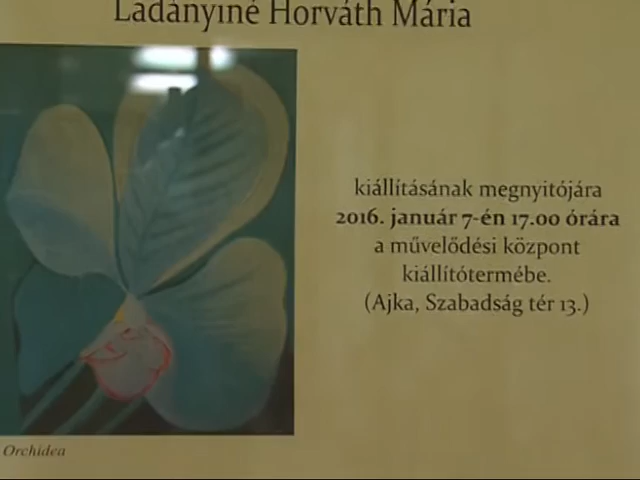 Ladányiné Horváth Mária
kiállításának megnyitójára
2016. január 7-én 17.00 órára
a művelődési központ
kiállítótermébe.
(Ajka, Szabadság tér 13.)
Orchidea